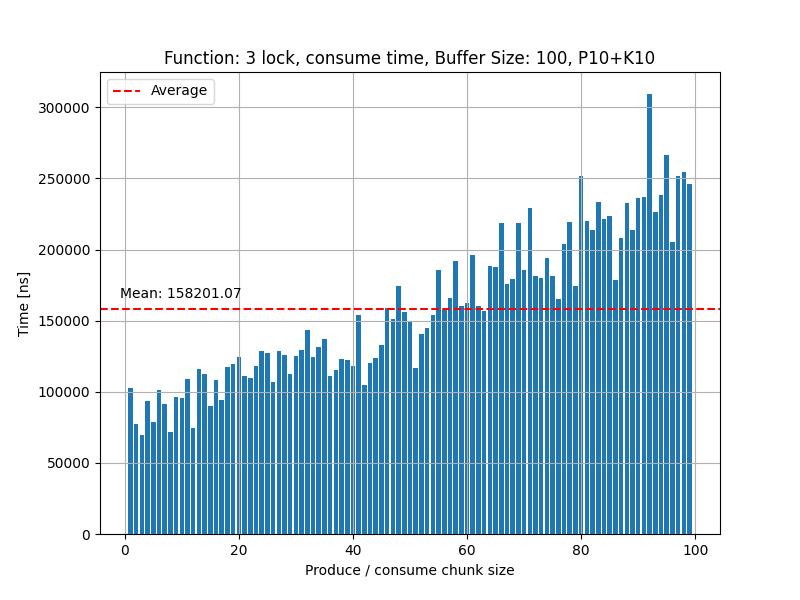 Function: 3 lock, consume time, Buffer Size: 100, P10+K10
Average
300000
250000
200000
150000
100000
50000
0
Time [ns]
Mean: 158201.07
0 20 40 60 80 100
Produce / consume chunk size